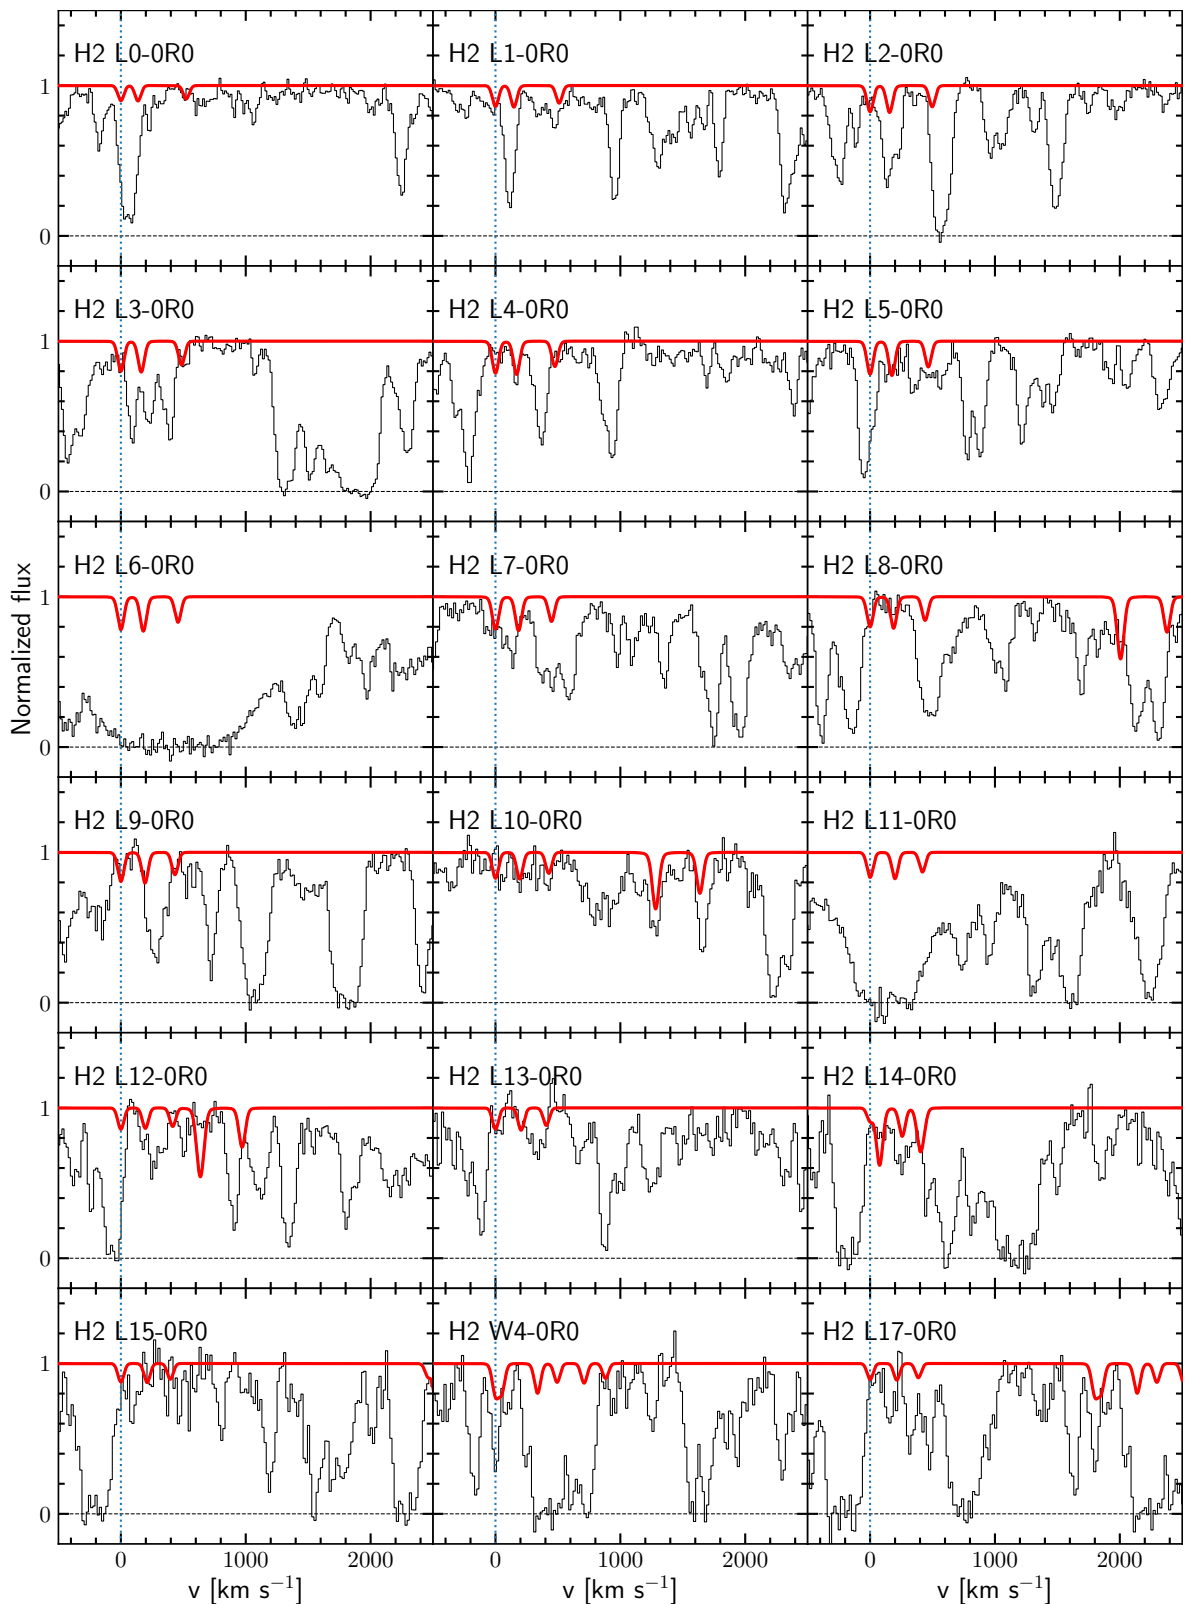 H2 L0-0R0 H2 L1-0R0 H2 L2-0R0
1
0
H2 L3-0R0 H2 L4-0R0 H2 L5-0R0
1
0
H2 L6-0R0 H2 L7-0R0 H2 L8-0R0
1
Normalized flux
0
H2 L9-0R0 H2 L10-0R0 H2 L11-0R0
1
0
H2 L12-0R0 H2 L13-0R0 H2 L14-0R0
1
0
H2 L15-0R0 H2 W4-0R0 H2 L17-0R0
1
0
0 1000 2000 0 1000 2000 0 1000 2000
v [km s⁻¹] v [km s⁻¹] v [km s⁻¹]